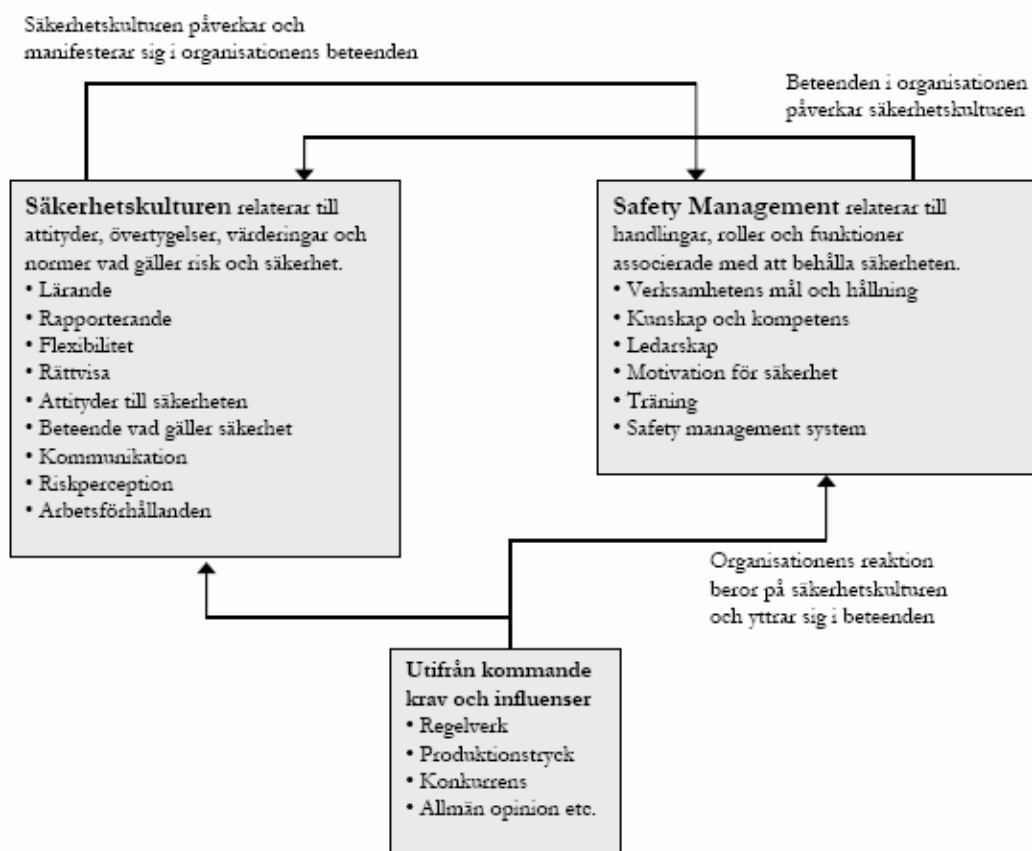 Säkerhetskulturen påverkar och
manifesterar sig i organisationens beteenden
Beteenden i organisationen
påverkar säkerhetskulturen
Säkerhetskulturen relaterar till
attityder, övertygelser, värderingar och
normer vad gäller risk och säkerhet.
• Lärande
• Rapporterande
• Flexibilitet
• Rättvisa
• Attityder till säkerheten
• Beteende vad gäller säkerhet
• Kommunikation
• Riskperception
• Arbetsförhållanden
Safety Management relaterar till
handlingar, roller och funktioner
associerade med att behålla säkerheten.
• Verksamhetens mål och hållning
• Kunskap och kompetens
• Ledarskap
• Motivation för säkerhet
• Träning
• Safety management system
Organisationens reaktion
beror på säkerhetskulturen
och yttrar sig i beteenden
Utifrån kommande
krav och influenser
• Regelverk
• Produktionstryck
• Konkurrens
• Allmän opinion etc.